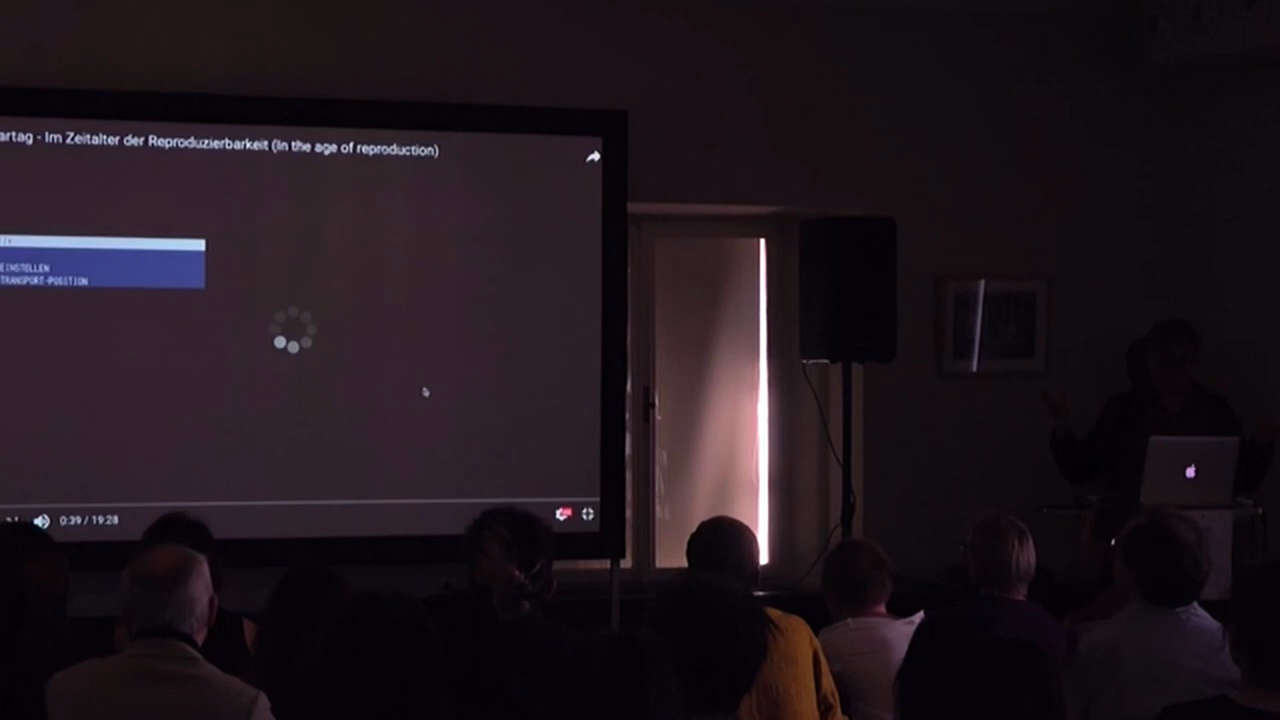 artag - Im Zeitalter der Reproduzierbarkeit (In the age of reproduction)
EINSTELLEN
TRANSPORT-POSITION
0:39 / 19:28